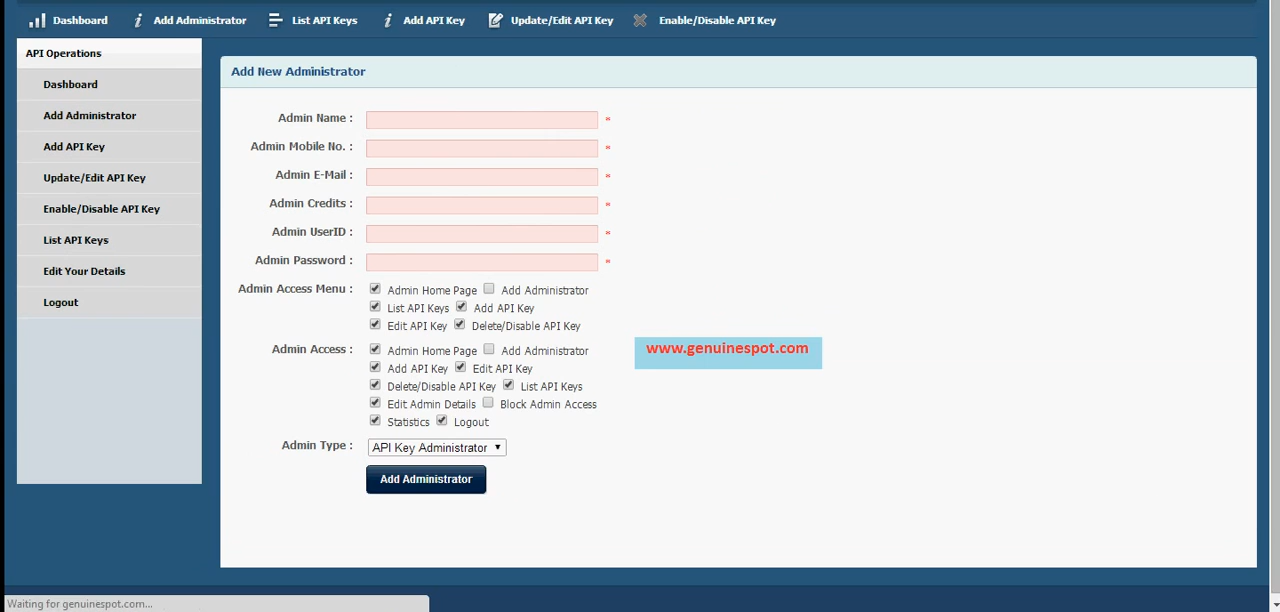 Dashboard Add Administrator List API Keys Add API Key Update/Edit API Key Enable/Disable API Key
API Operations
Dashboard
Add Administrator
Add API Key
Update/Edit API Key
Enable/Disable API Key
List API Keys
Edit Your Details
Logout
Add New Administrator
Admin Name : *
Admin Mobile No. : *
Admin E-Mail : *
Admin Credits : *
Admin UserID : *
Admin Password : *
Admin Access Menu : Admin Home Page Add Administrator
List API Keys Add API Key
Edit API Key Delete/Disable API Key
Admin Access : Admin Home Page Add Administrator
Add API Key Edit API Key
Delete/Disable API Key List API Keys
Edit Admin Details Block Admin Access
Statistics Logout
www.genuinespot.com
Admin Type : API Key Administrator
Add Administrator
Waiting for genuinespot.com...